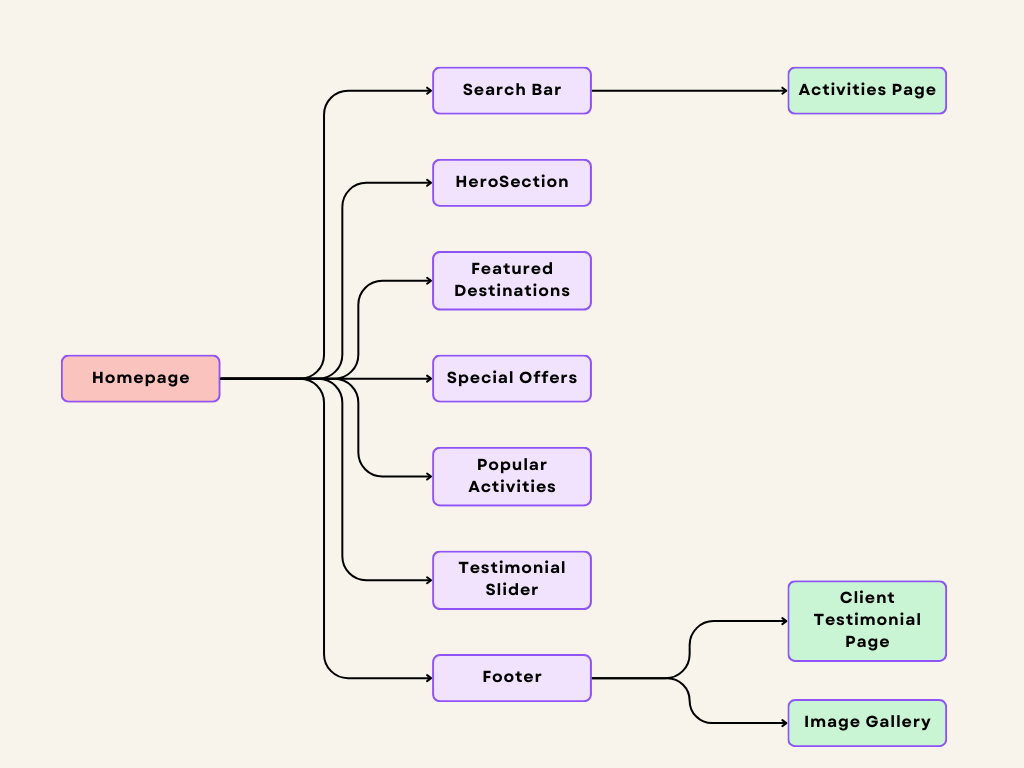 Search Bar
Activities Page
HeroSection
Featured
Destinations
Homepage
Special Offers
Popular
Activities
Testimonial
Slider
Client
Testimonial
Page
Footer
Image Gallery